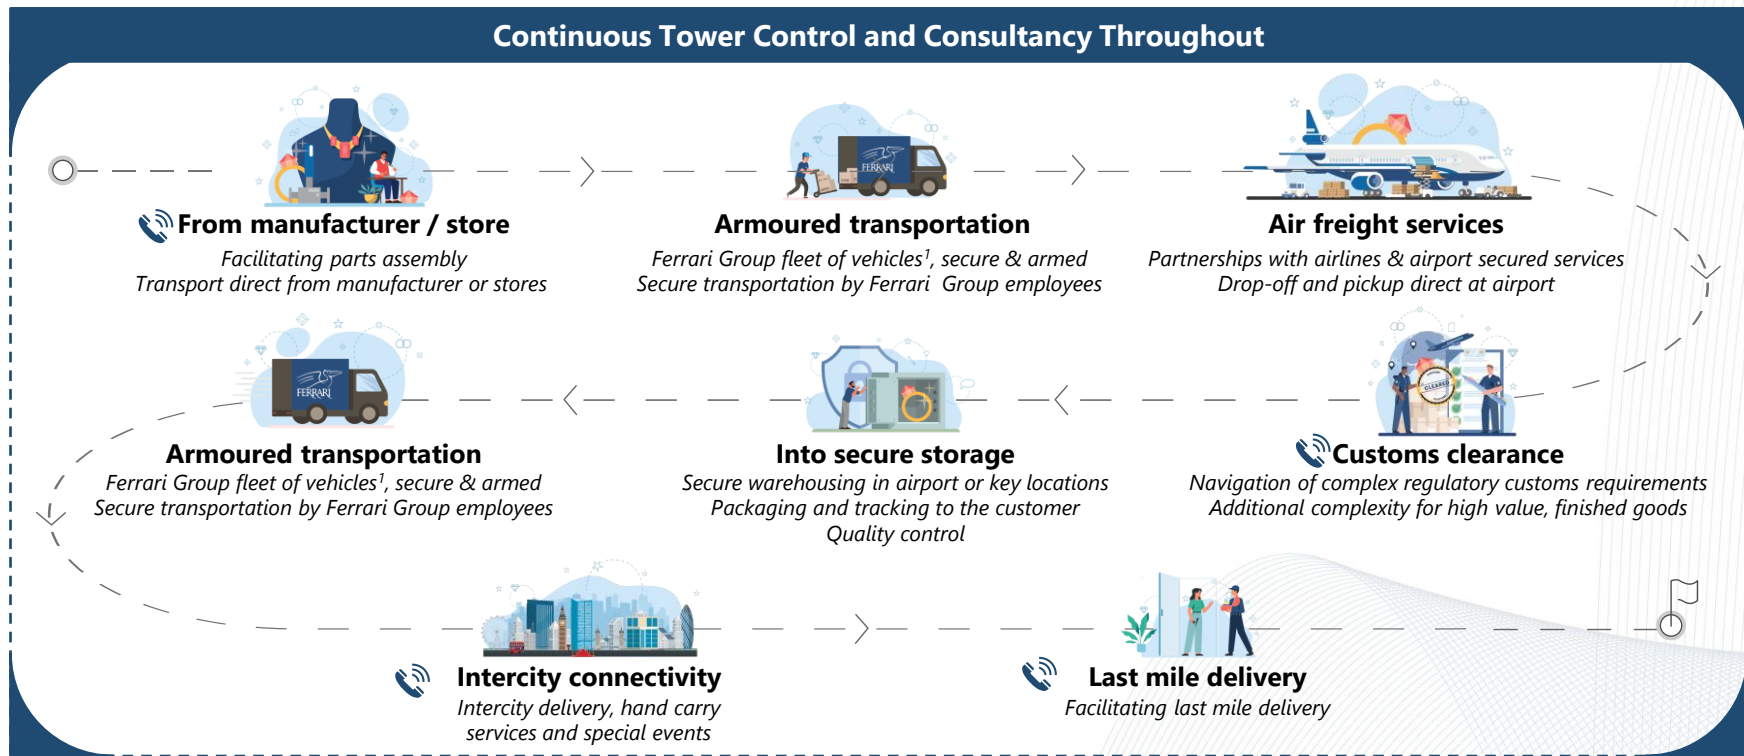 Continuous Tower Control and Consultancy Throughout
FERRARI
From manufacturer / store
Facilitating parts assembly
Transport direct from manufacturer or stores
Armoured transportation
Ferrari Group fleet of vehicles¹, secure & armed
Secure transportation by Ferrari Group employees
Air freight services
Partnerships with airlines & airport secured services
Drop-off and pickup direct at airport
FERRARI
CLEARED
Armoured transportation
Ferrari Group fleet of vehicles¹, secure & armed
Secure transportation by Ferrari Group employees
Into secure storage
Secure warehousing in airport or key locations
Packaging and tracking to the customer
Quality control
Customs clearance
Navigation of complex regulatory customs requirements
Additional complexity for high value, finished goods
Intercity connectivity
Intercity delivery, hand carry
services and special events
Last mile delivery
Facilitating last mile delivery